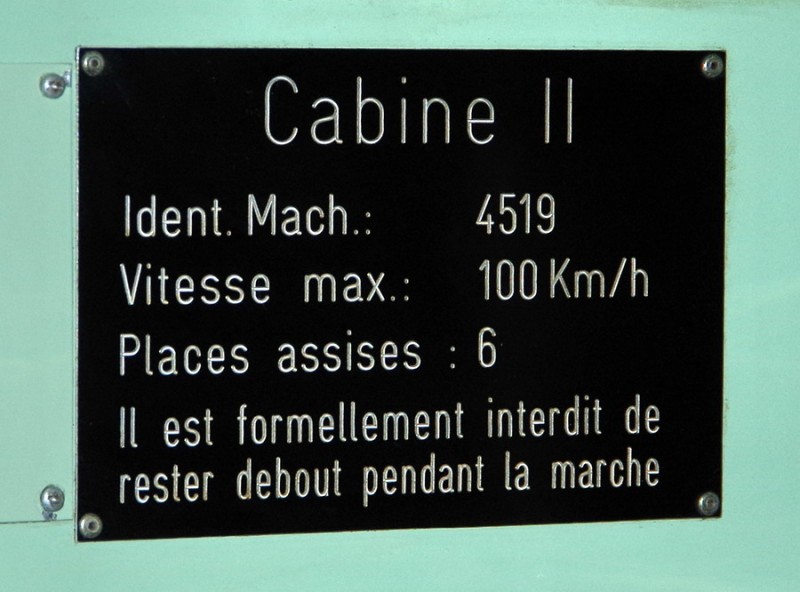 Cabine II
Ident. Mach.: 4519
Vitesse max.: 100 Km/h
Places assises : 6
Il est formellement interdit de
rester debout pendant la marche